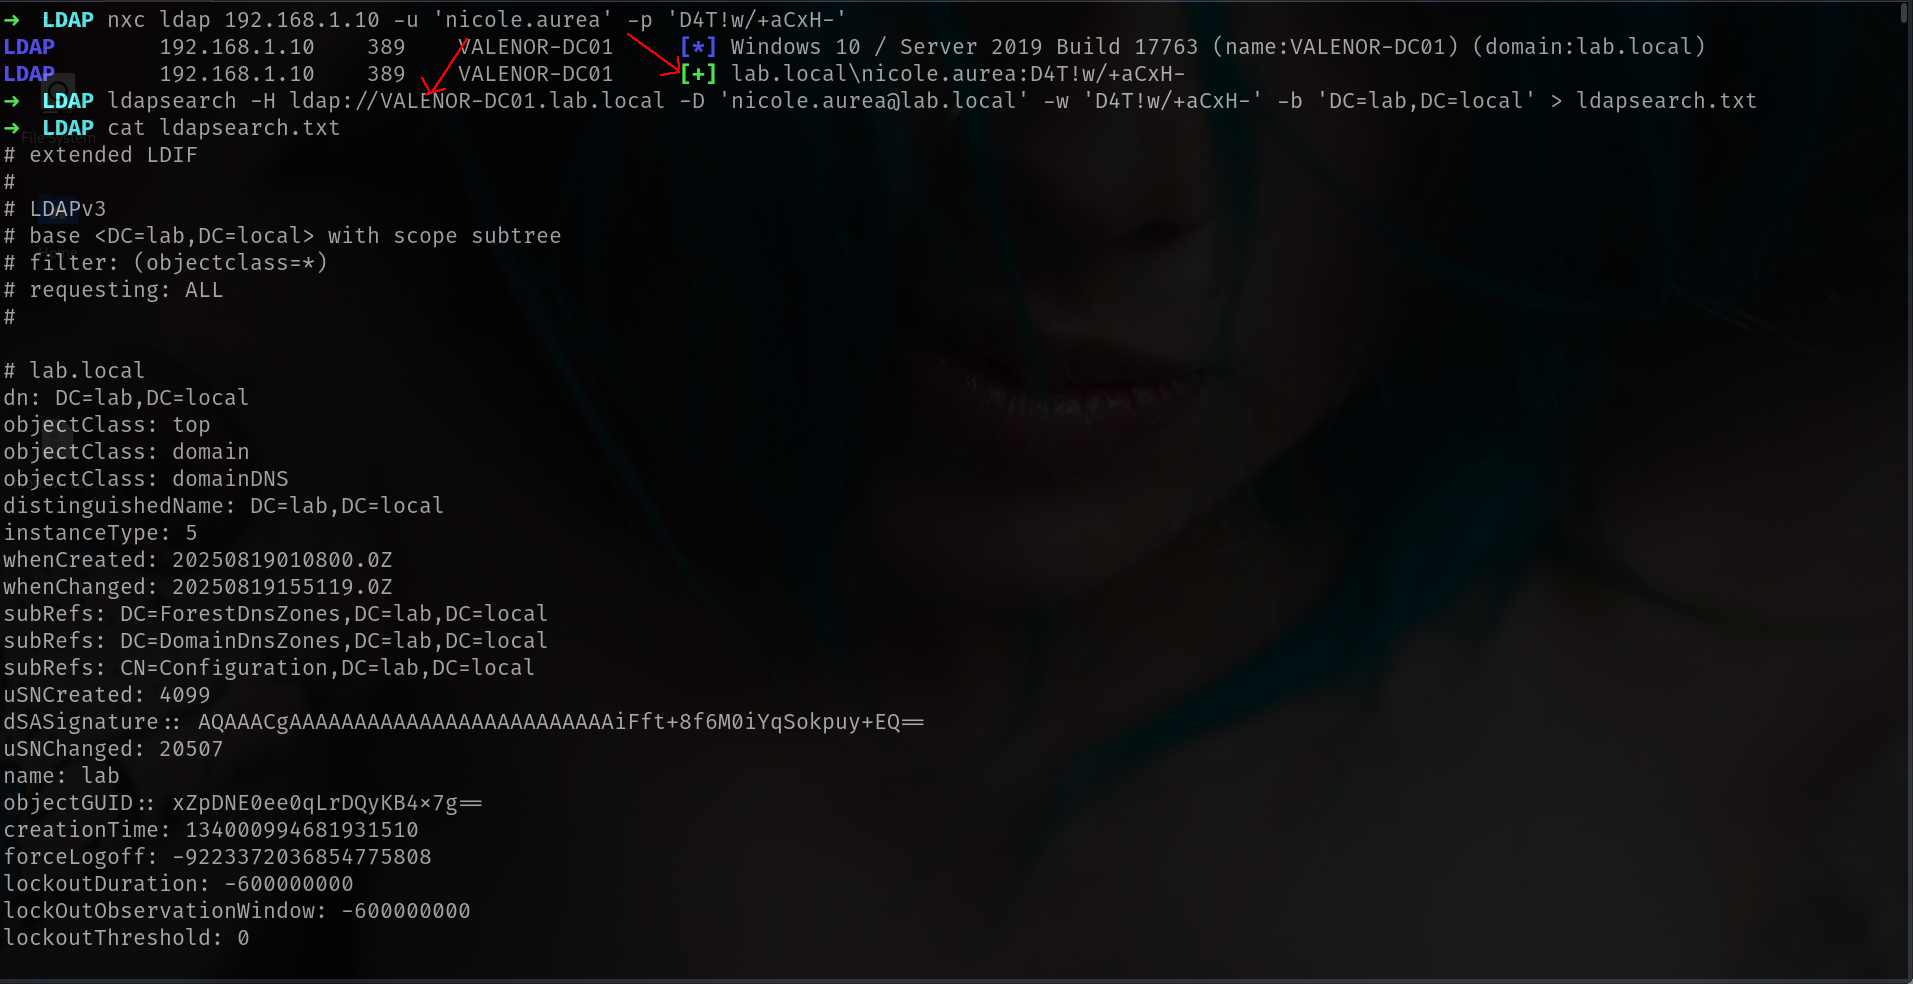 → LDAP nxc ldap 192.168.1.10 -u 'nicole.aurea' -p 'D4T!w/+aCxH-'
LDAP 192.168.1.10 389 VALENOR-DC01 [*] Windows 10 / Server 2019 Build 17763 (name:VALENOR-DC01) (domain:lab.local)
LDAP 192.168.1.10 389 VALENOR-DC01 [+] lab.local\nicole.aurea:D4T!w/+aCxH-
→ LDAP ldapsearch -H ldap://VALENOR-DC01.lab.local -D 'nicole.aurea@lab.local' -w 'D4T!w/+aCxH-' -b 'DC=lab,DC=local' > ldapsearch.txt
→ LDAP cat ldapsearch.txt
File System
# extended LDIF
#
# LDAPv3
# base <DC=lab,DC=local> with scope subtree
Home
# filter: (objectclass=*)
# requesting: ALL
#
# lab.local
dn: DC=lab,DC=local
objectClass: top
objectClass: domain
objectClass: domainDNS
distinguishedName: DC=lab,DC=local
instanceType: 5
whenCreated: 20250819010800.0Z
whenChanged: 20250819155119.0Z
subRefs: DC=ForestDnsZones,DC=lab,DC=local
subRefs: DC=DomainDnsZones,DC=lab,DC=local
subRefs: CN=Configuration,DC=lab,DC=local
uSNCreated: 4099
dSASignature:: AQAAACgAAAAAAAAAAAAAAAAAAAAAAAAAiFft+8f6M0iYqSokpuy+EQ==
uSNChanged: 20507
name: lab
objectGUID:: xZpDNE0ee0qLrDQyKB4x7g==
creationTime: 134000994681931510
forceLogoff: -9223372036854775808
lockoutDuration: -600000000
lockOutObservationWindow: -600000000
lockoutThreshold: 0